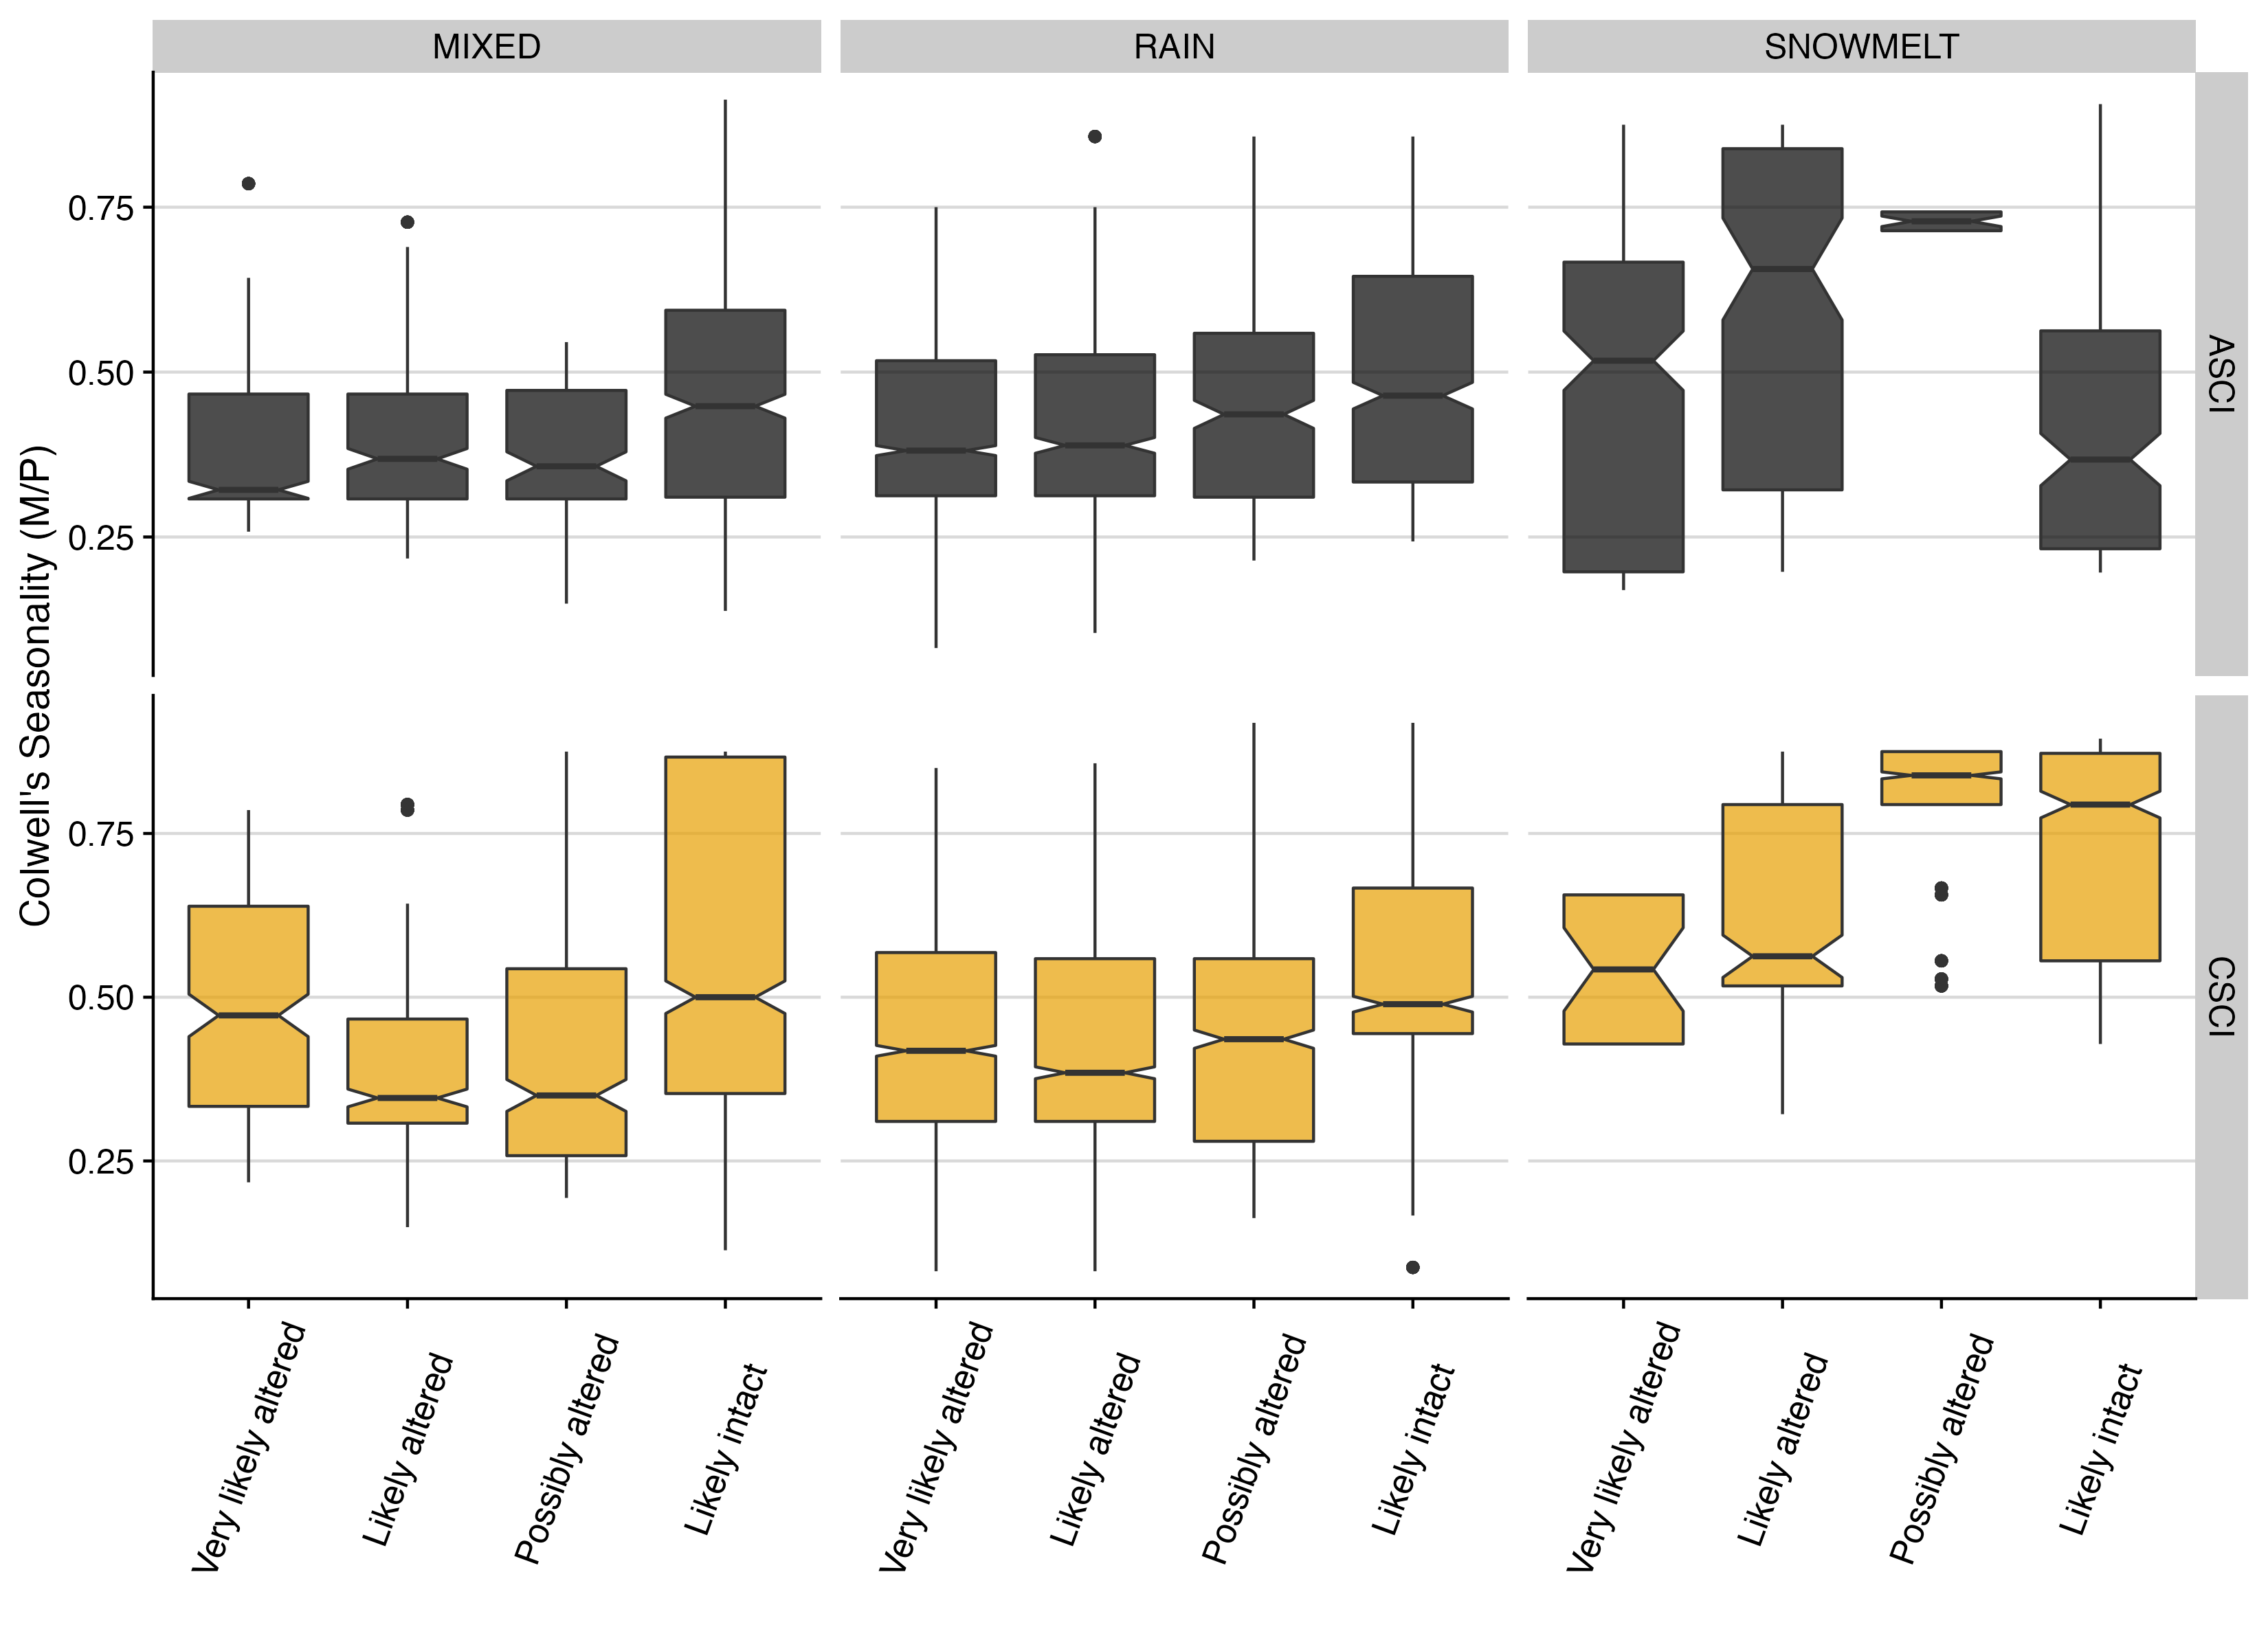 MIXED
RAIN
SNOWMELT
Colwell's Seasonality (M/P)
0.75
0.50
0.25
ASCI
0.75
0.50
0.25
CSCI
Very likely altered
Likely altered
Possibly altered
Likely intact
Very likely altered
Likely altered
Possibly altered
Likely intact
Very likely altered
Likely altered
Possibly altered
Likely intact